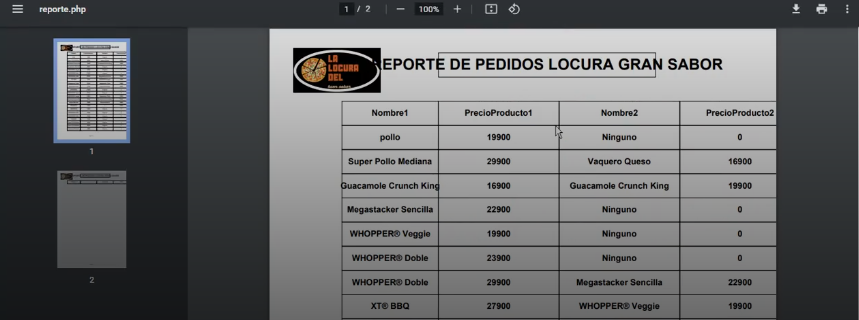 reporte.php
1 / 2 | — 100% +
LA
LOCURA
DEL
EPORTE DE PEDIDOS LOCURA GRAN SABOR
Nombre1 PrecioProducto1 Nombre2 PrecioProducto2
pollo 19900 Ninguno 0
Super Pollo Mediana 29900 Vaquero Queso 16900
Guacamole Crunch King 16900 Guacamole Crunch King 19900
Megastacker Sencilla 22900 Ninguno 0
WHOPPER® Veggie 19900 Ninguno 0
WHOPPER® Doble 23900 Ninguno 0
WHOPPER® Doble 29900 Megastacker Sencilla 22900
XT® BBQ 27900 WHOPPER® Veggie 19900
1
2